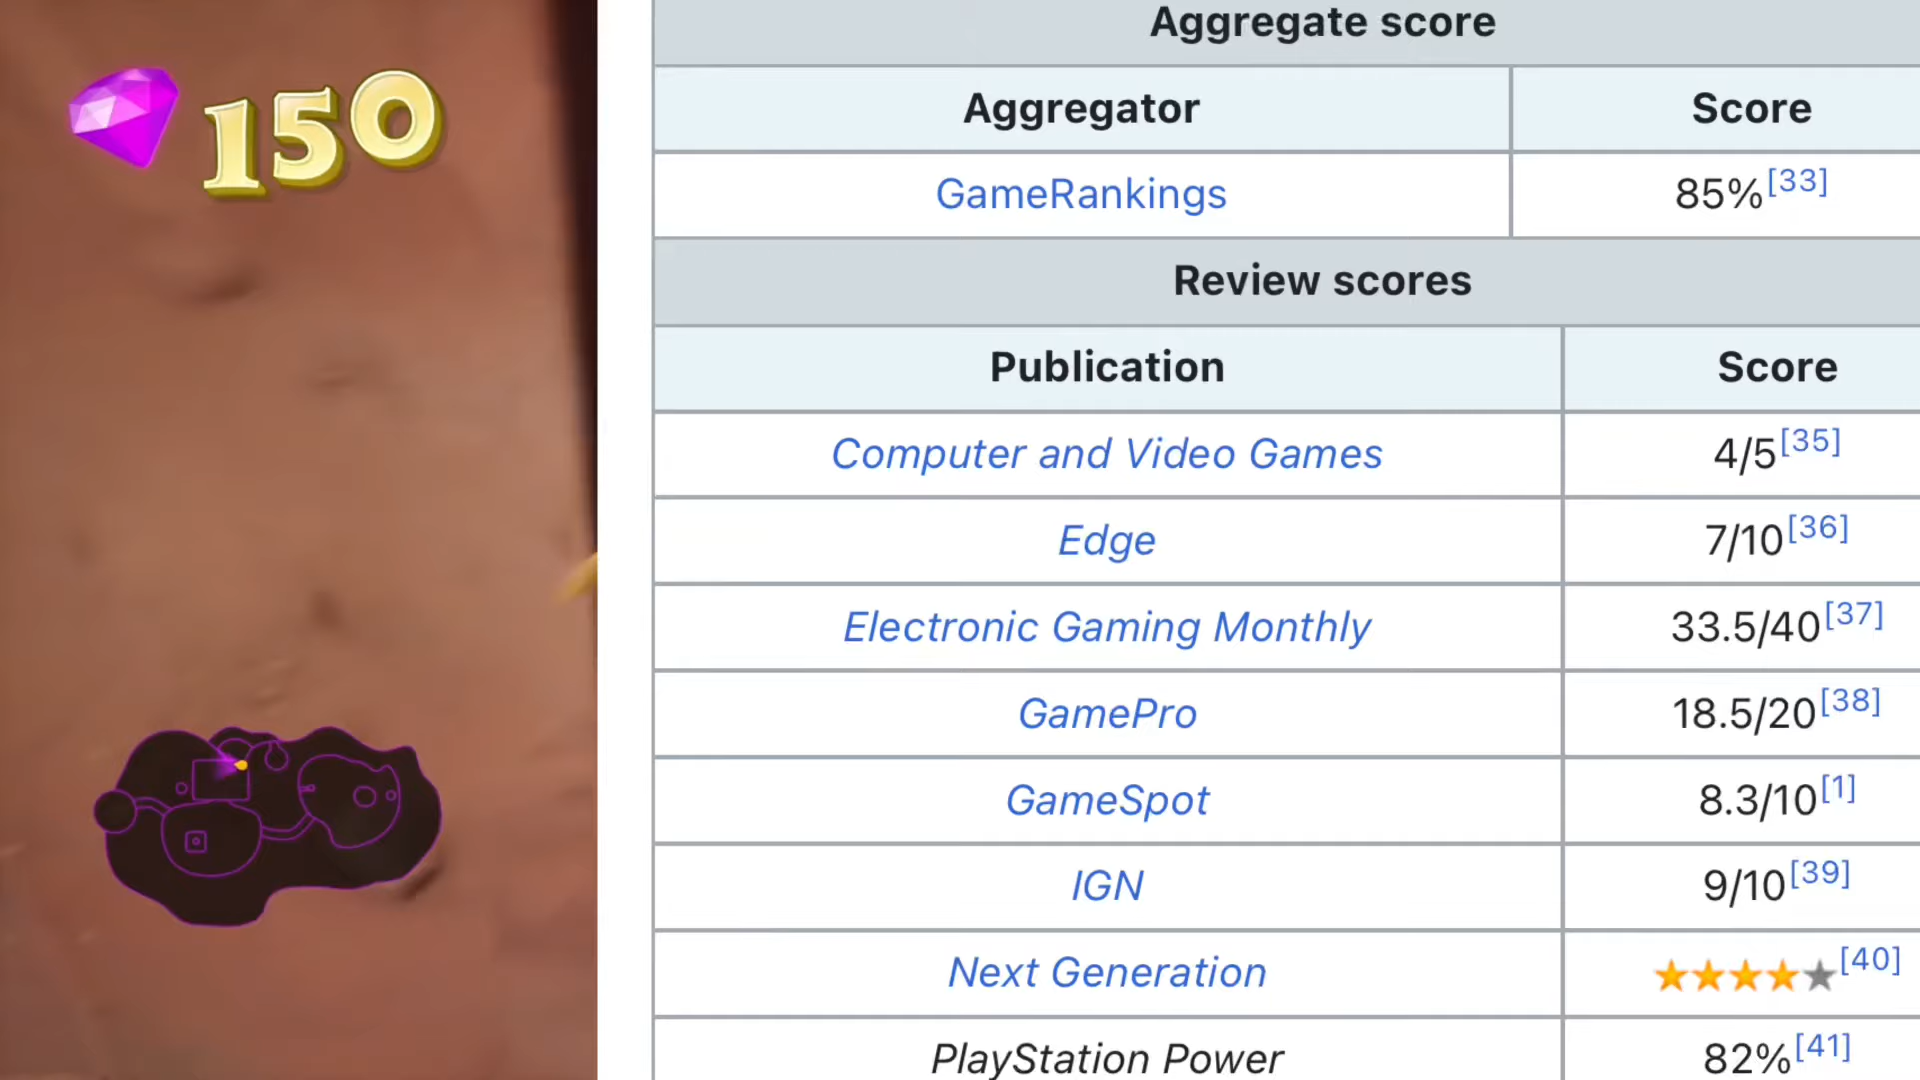 150
Aggregate score
Aggregator Score
GameRankings 85%[33]
Review scores
Publication Score
Computer and Video Games 4/5[35]
Edge 7/10[36]
Electronic Gaming Monthly 33.5/40[37]
GamePro 18.5/20[38]
GameSpot 8.3/10[1]
IGN 9/10[39]
Next Generation [40]
PlayStation Power 82%[41]